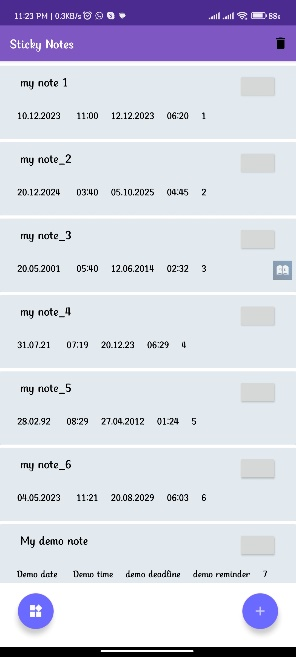 11:23 PM | 0.3KB/s
Sticky Notes
my note 1
10.12.2023 11:00 12.12.2023 06:20 1
my note_2
20.12.2024 03:40 05.10.2025 04:45 2
my note_3
20.05.2001 05:40 12.06.2014 02:32 3
my note_4
31.07.21 07:19 20.12.23 06:29 4
my note_5
28.02.92 08:29 27.04.2012 01:24 5
my note_6
04.05.2023 11:21 20.08.2029 06:03 6
My demo note
Demo date Demo time demo deadline demo reminder 7